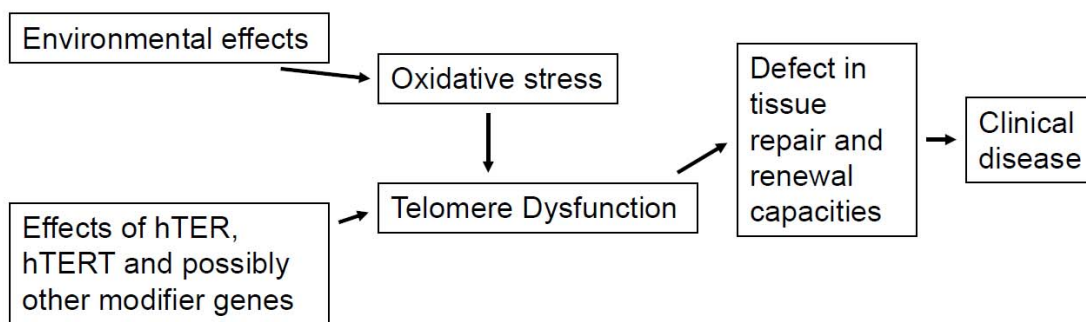 Environmental effects
Oxidative stress
Telomere Dysfunction
Effects of hTER,
hTERT and possibly
other modifier genes
Defect in
tissue
repair and
renewal
capacities
Clinical
disease